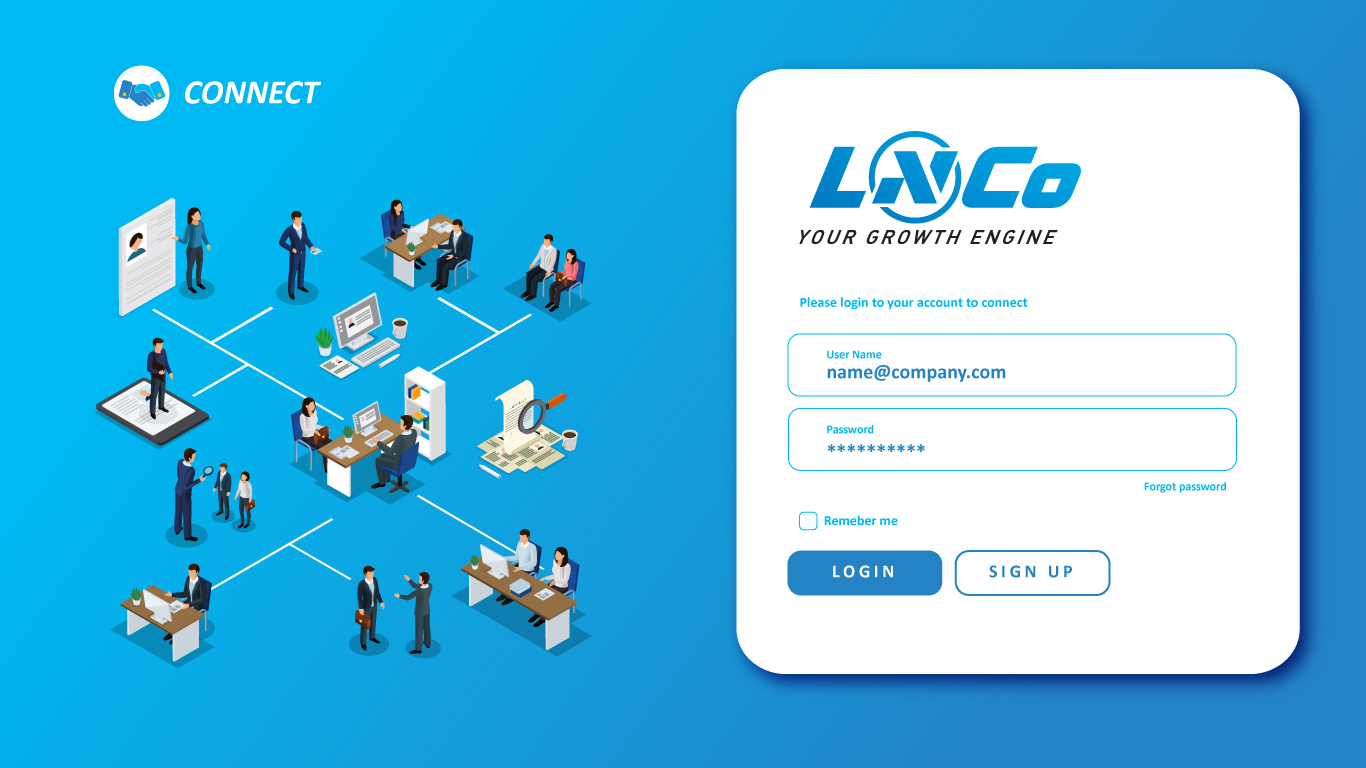 CONNECT
LNCo
YOUR GROWTH ENGINE
Please login to your account to connect
User Name
name@company.com
Password
**********
Forgot password
Remeber me
LOGIN
SIGN UP